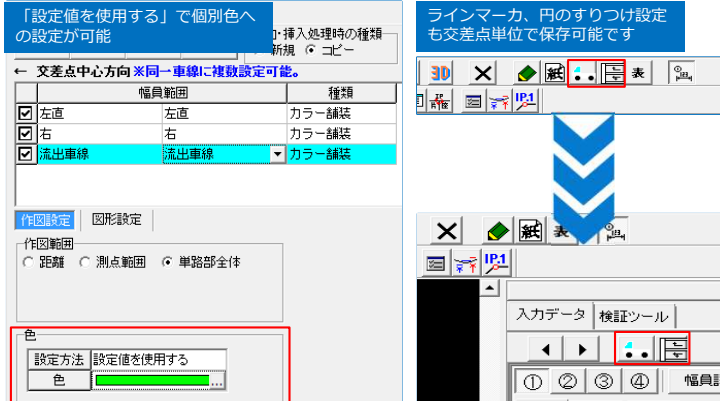 「設定値を使用する」で個別色へ
の設定が可能
挿入処理時の種類
新規 コピー
← 交差点中心方向 ※同一車線に複数設定可能。
幅員範囲 種類
左直 左直 カラー舗装
右 右 カラー舗装
流出車線 流出車線 カラー舗装
作図設定 図形設定
作図範囲
距離 測点範囲 単路部全体
色
設定方法 設定値を使用する
色 ...
ラインマーカ、円のすりつけ設定
も交差点単位で保存可能です
3D 紙 表
IP.1
紙 表
IP.1
入力データ 検証ツール
① ② ③ ④ 幅員